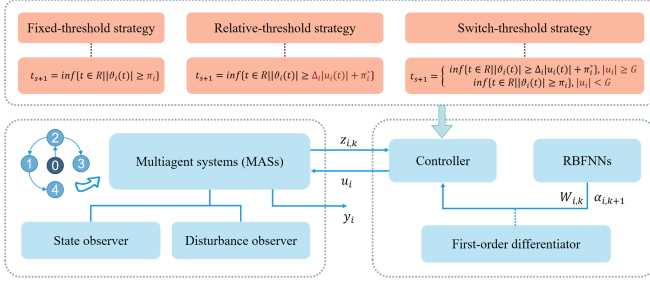 Fixed-threshold strategy
Relative-threshold strategy
Switch-threshold strategy
t_{s+1} = inf{t ∈ R||ϑ_i(t)| ≥ π_i}
t_{s+1} = inf{t ∈ R||ϑ_i(t)| ≥ Δ_i|u_i(t)| + π_i^*}
t_{s+1} = { inf{t ∈ R||ϑ_i(t)| ≥ Δ_i|u_i(t)| + π_i^*}, |u_i| ≥ G
inf{t ∈ R||ϑ_i(t)| ≥ π_i}, |u_i| < G
2
1
0
3
4
Multiagent systems (MASs)
z_{i,k}
u_i
y_i
State observer
Disturbance observer
Controller
RBFNNs
W_{i,k}
α_{i,k+1}
First-order differentiator